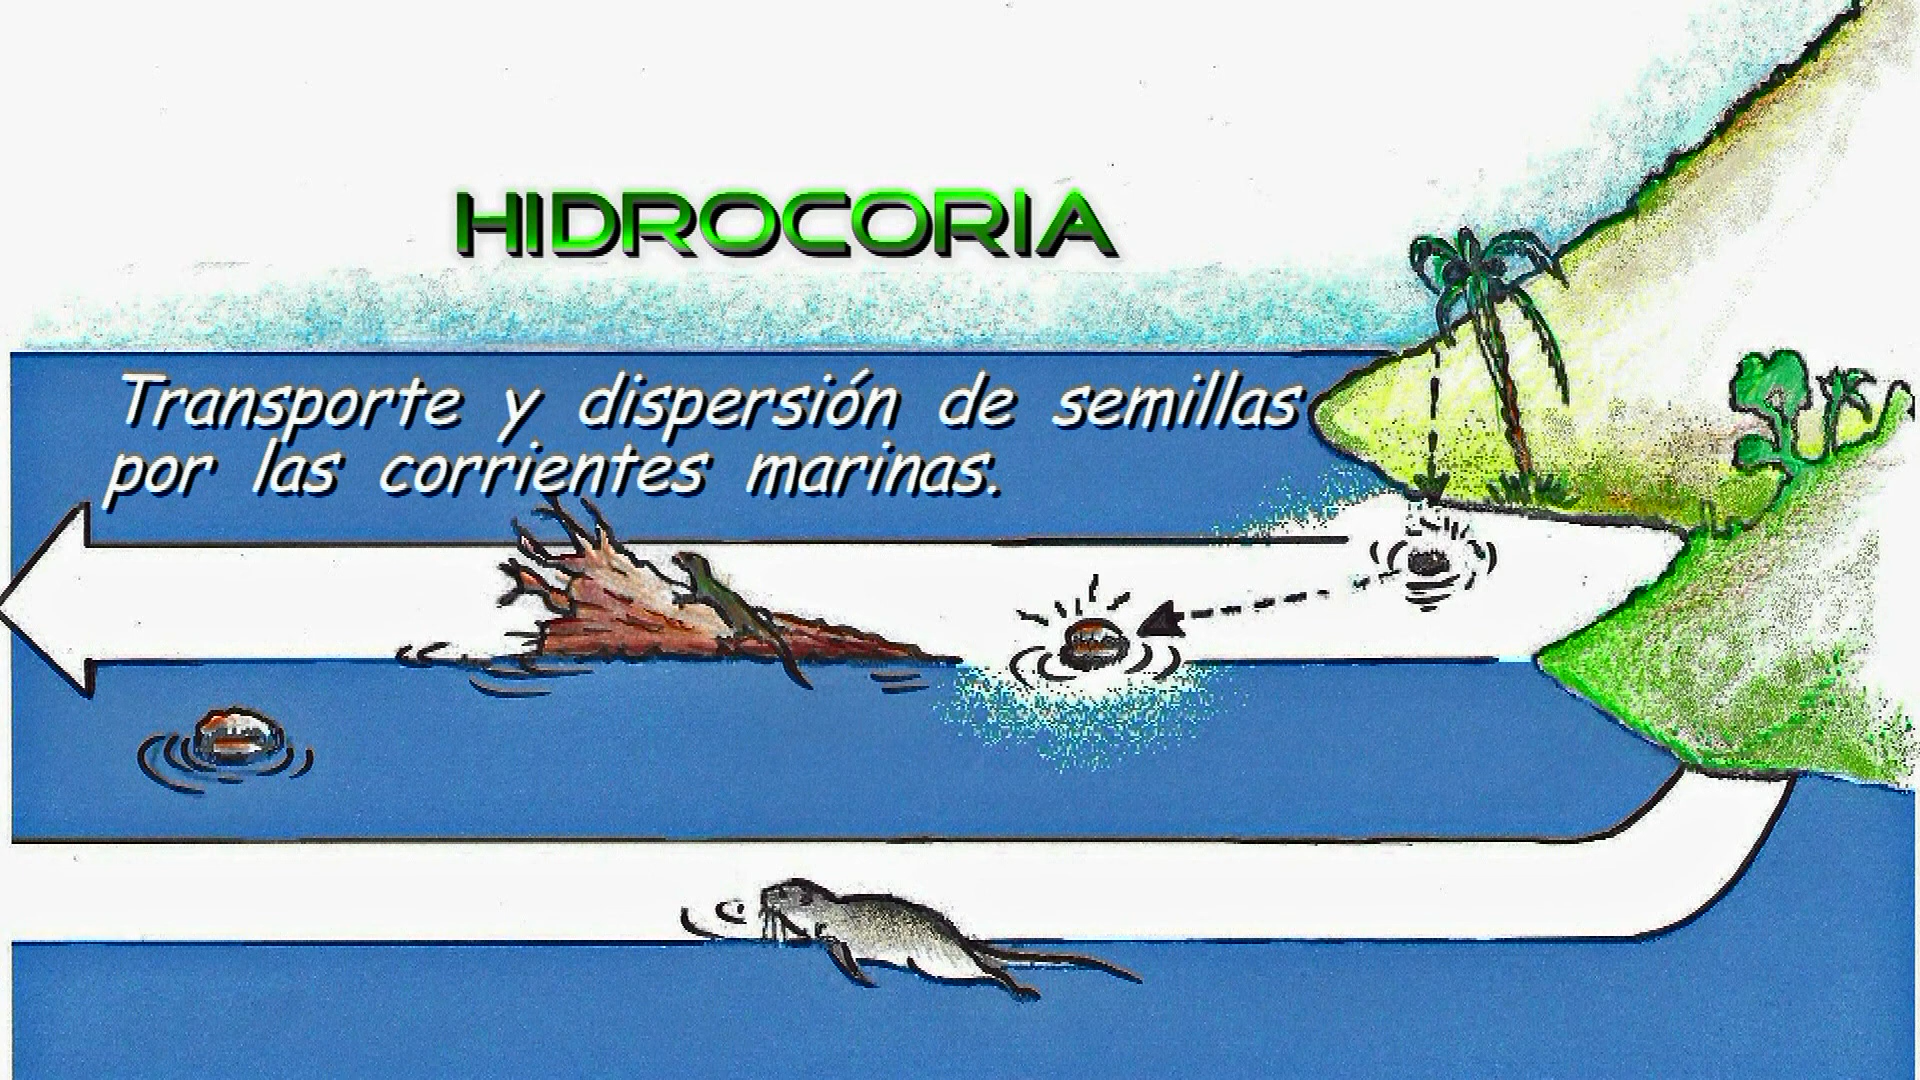 HIDROCORIA
Transporte y dispersión de semillas
por las corrientes marinas.